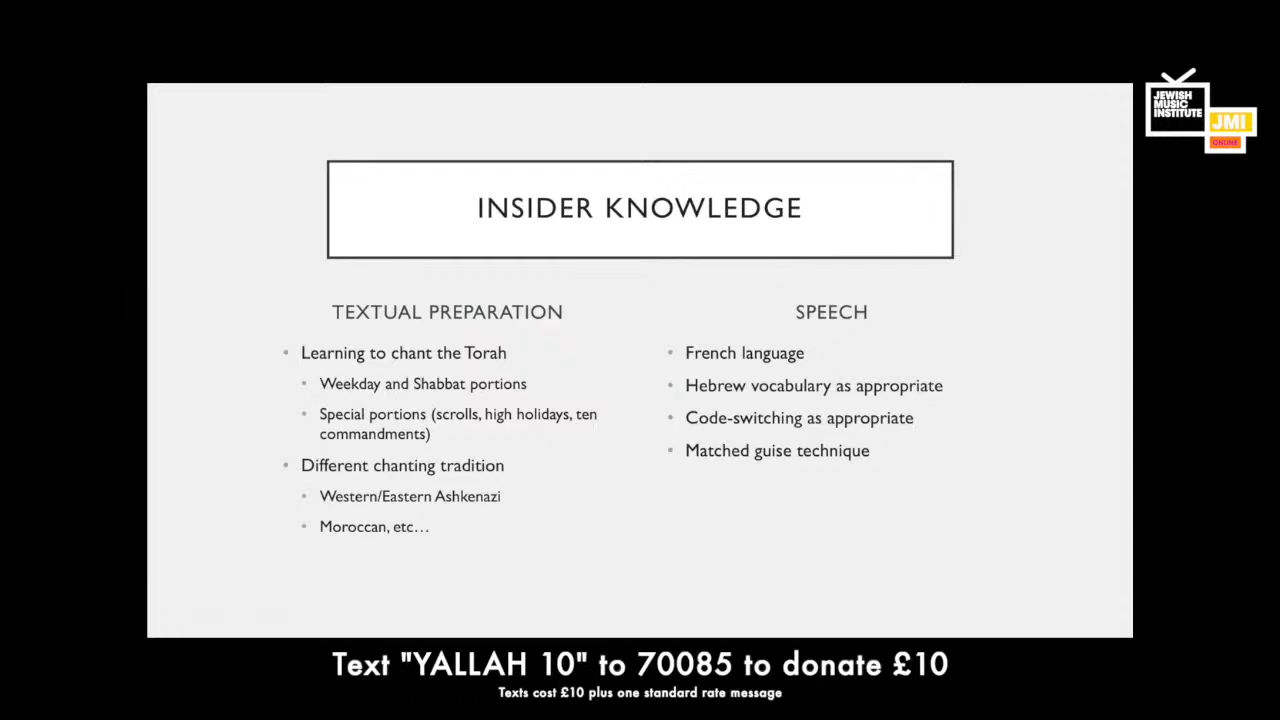 JEWISH
MUSIC
INSTITUTE
JMI
ONLINE
INSIDER KNOWLEDGE
TEXTUAL PREPARATION
Learning to chant the Torah
Weekday and Shabbat portions
Special portions (scrolls, high holidays, ten
commandments)
Different chanting tradition
Western/Eastern Ashkenazi
Moroccan, etc…
SPEECH
French language
Hebrew vocabulary as appropriate
Code-switching as appropriate
Matched guise technique
Text "YALLAH 10" to 70085 to donate £10
Texts cost £10 plus one standard rate message